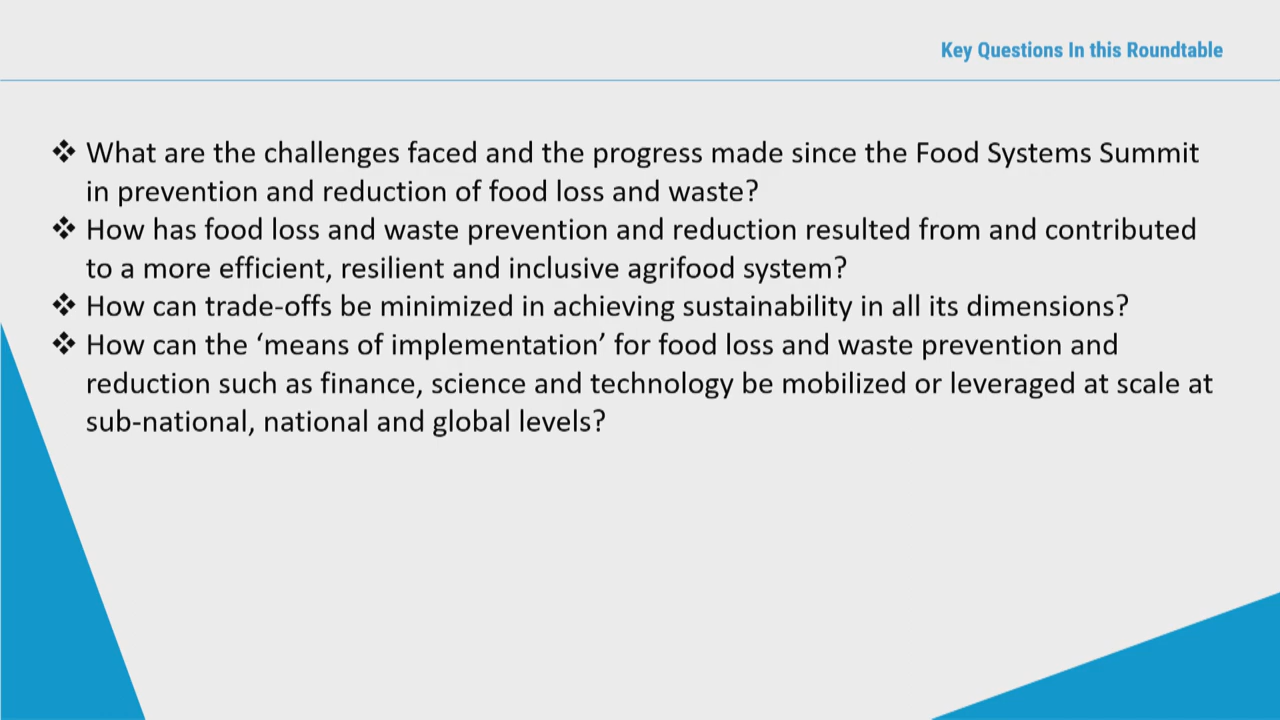 Key Questions In this Roundtable
❖ What are the challenges faced and the progress made since the Food Systems Summit
in prevention and reduction of food loss and waste?
❖ How has food loss and waste prevention and reduction resulted from and contributed
to a more efficient, resilient and inclusive agrifood system?
❖ How can trade-offs be minimized in achieving sustainability in all its dimensions?
❖ How can the ‘means of implementation’ for food loss and waste prevention and
reduction such as finance, science and technology be mobilized or leveraged at scale at
sub-national, national and global levels?